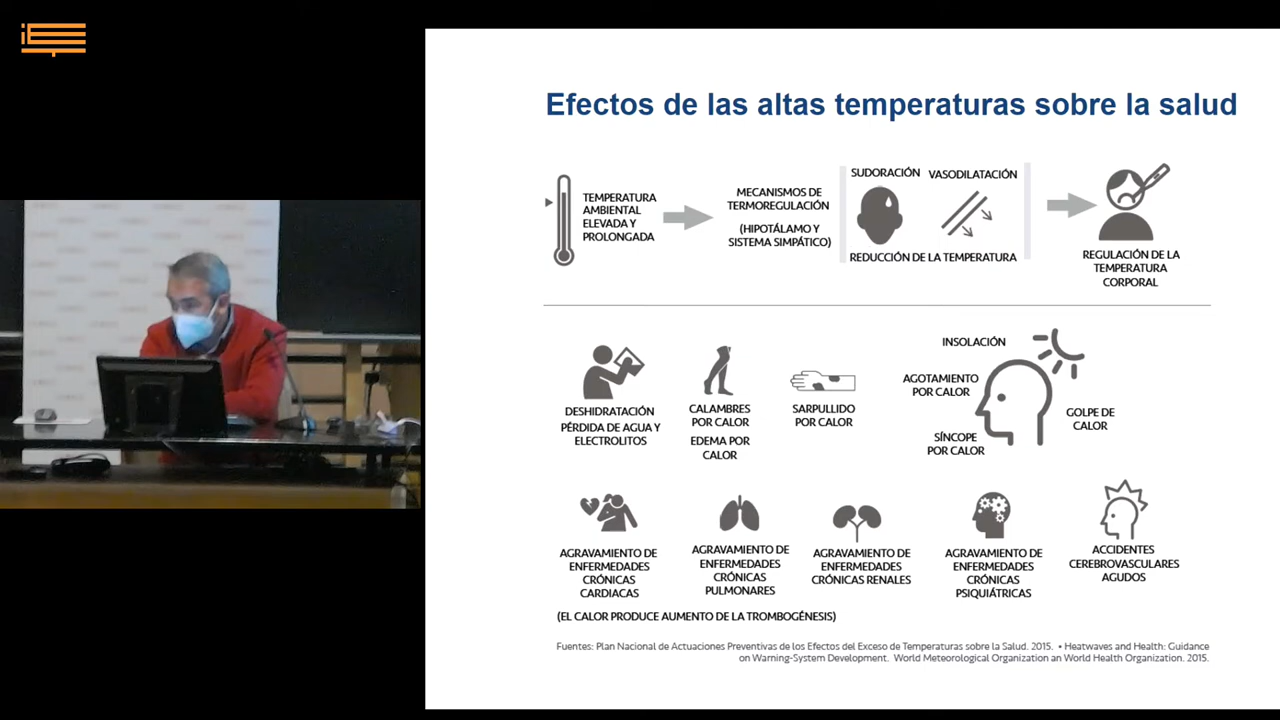 Efectos de las altas temperaturas sobre la salud
TEMPERATURA
AMBIENTAL
ELEVADA Y
PROLONGADA
MECANISMOS DE
TERMOREGULACIÓN
(HIPOTÁLAMO Y
SISTEMA SIMPÁTICO)
SUDORACIÓN
VASODILATACIÓN
REDUCCIÓN DE LA TEMPERATURA
REGULACIÓN DE LA
TEMPERATURA
CORPORAL
DESHIDRATACIÓN
PÉRDIDA DE AGUA Y
ELECTROLITOS
CALAMBRES
POR CALOR
EDEMA POR
CALOR
SARPULLIDO
POR CALOR
INSOLACIÓN
AGOTAMIENTO
POR CALOR
SÍNCOPE
POR CALOR
GOLPE DE
CALOR
AGRAVAMIENTO DE
ENFERMEDADES
CRÓNICAS
CARDIACAS
AGRAVAMIENTO DE
ENFERMEDADES
CRÓNICAS
PULMONARES
AGRAVAMIENTO DE
ENFERMEDADES
CRÓNICAS RENALES
AGRAVAMIENTO DE
ENFERMEDADES
CRÓNICAS
PSIQUIÁTRICAS
ACCIDENTES
CEREBROVASCULARES
AGUDOS
(EL CALOR PRODUCE AUMENTO DE LA TROMBOGÉNESIS)
Fuentes: Plan Nacional de Actuaciones Preventivas de los Efectos del Exceso de Temperaturas sobre la Salud. 2015. • Heatwaves and Health: Guidance
on Warning-System Development. World Meteorological Organization an World Health Organization. 2015.